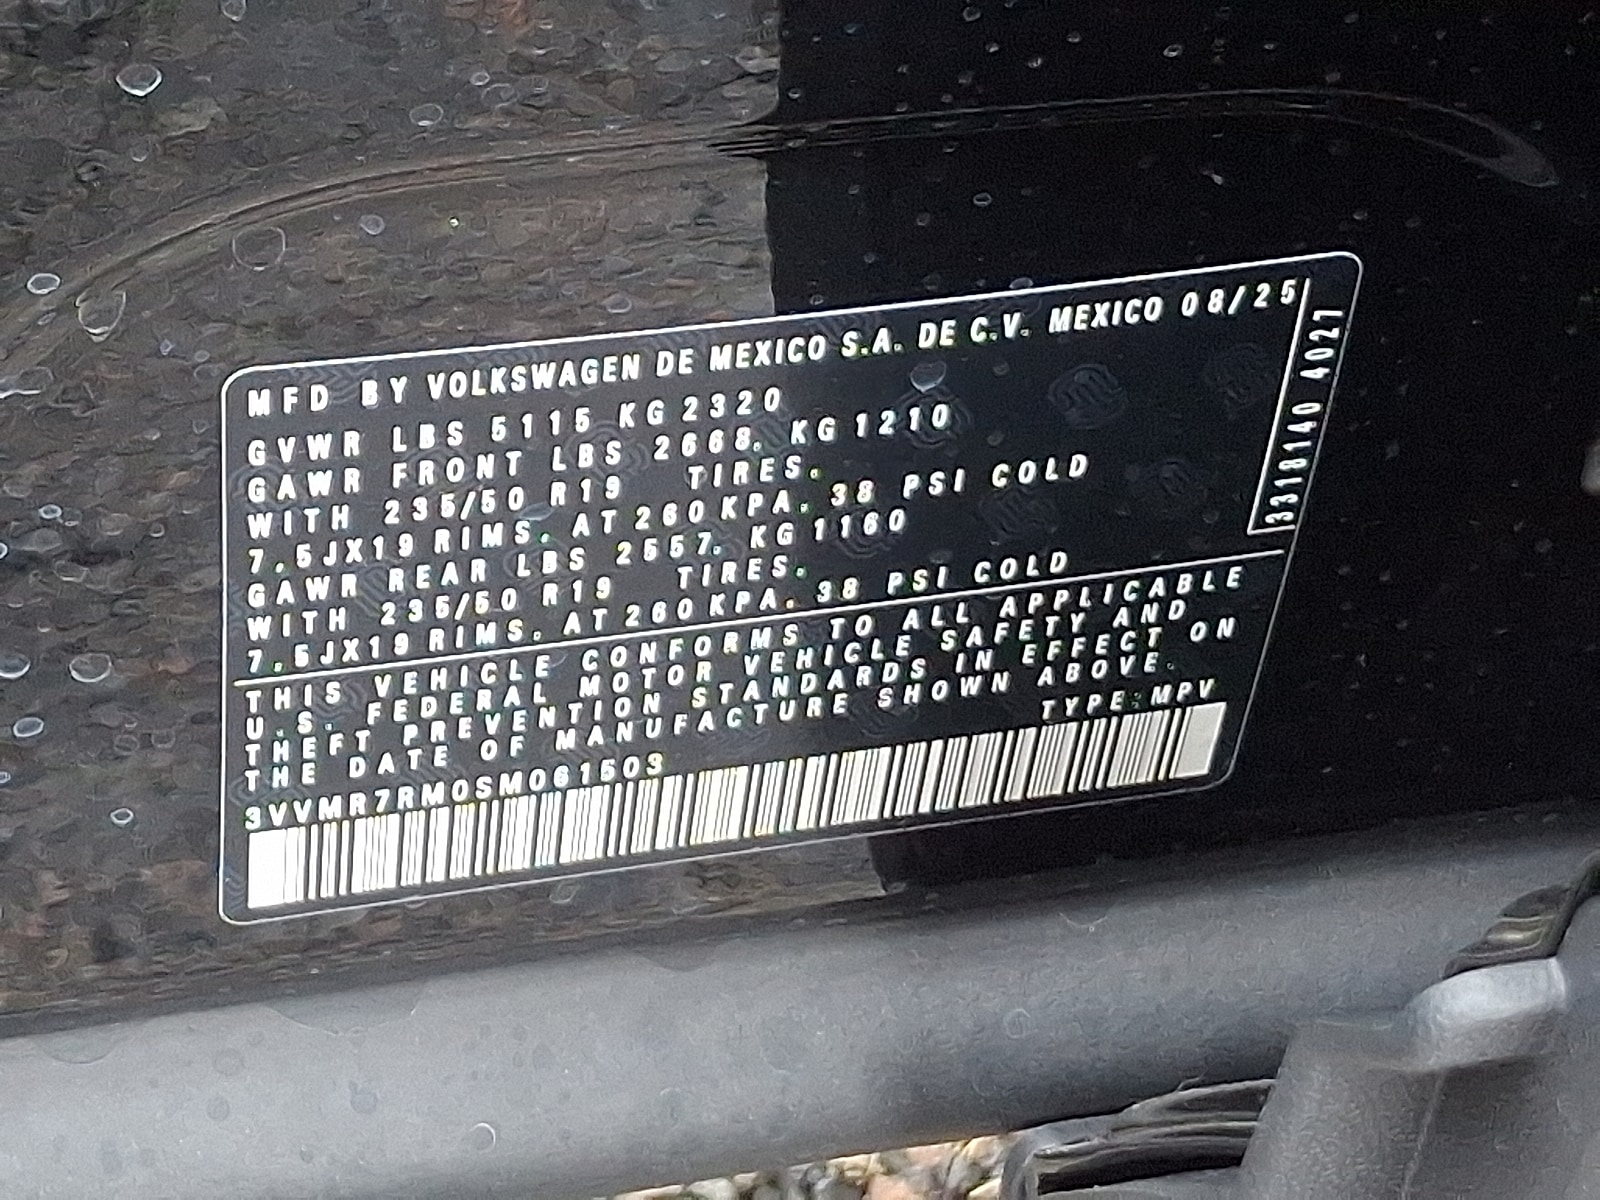 MFD BY VOLKSWAGEN DE MEXICO S.A. DE C.V. MEXICO 08/25
GVWR LBS 5115 KG 2320
GAWR FRONT LBS 2668. KG 1210
WITH 235/50 R19 TIRES.
7.5JX19 RIMS. AT 260 KPA. 38 PSI COLD
GAWR REAR LBS 2557. KG 1160
WITH 235/50 R19 TIRES.
7.5JX19 RIMS. AT 260 KPA. 38 PSI COLD
THIS VEHICLE CONFORMS TO ALL APPLICABLE
U.S. FEDERAL MOTOR VEHICLE SAFETY AND
THEFT PREVENTION STANDARDS IN EFFECT ON
THE DATE OF MANUFACTURE SHOWN ABOVE.
TYPE:MPV
3VVMR7RM0SM061503
3318140 4021